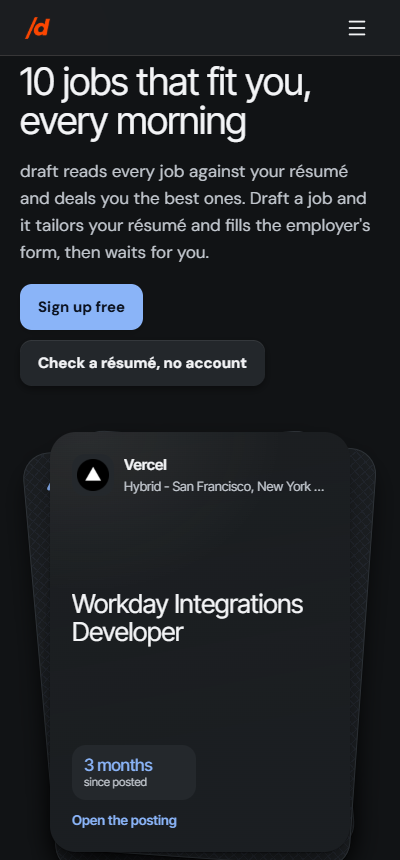 /d
10 jobs that fit you,
every morning
draft reads every job against your résumé
and deals you the best ones. Draft a job and
it tailors your résumé and fills the employer's
form, then waits for you.
Sign up free
Check a résumé, no account
Vercel
Hybrid - San Francisco, New York ...
Workday Integrations
Developer
3 months
since posted
Open the posting